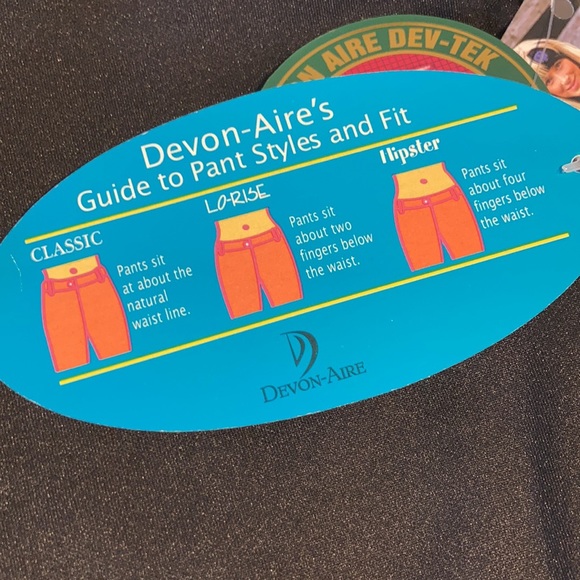 N AIRE DEV-TEK
Devon-Aire's
Guide to Pant Styles and Fit
CLASSIC
Pants sit
at about the
natural
waist line.
LO-RISE
Pants sit
about two
fingers below
the waist.
Hipster
Pants sit
about four
fingers below
the waist.
DEVON-AIRE